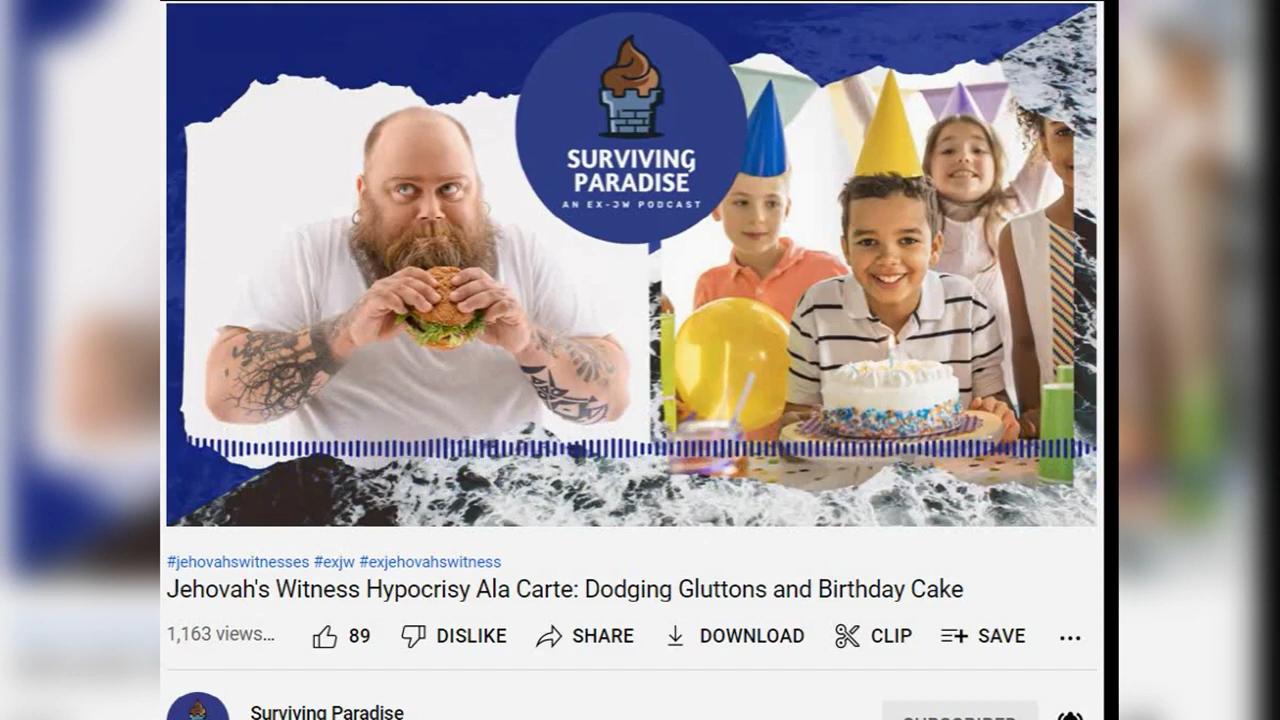 SURVIVING
PARADISE
AN EX-JW PODCAST
#jehovahswitnesses #exjw #exjehovahswitness
Jehovah's Witness Hypocrisy Ala Carte: Dodging Gluttons and Birthday Cake
1,163 views... 89 DISLIKE SHARE DOWNLOAD CLIP SAVE ...
Surviving Paradise